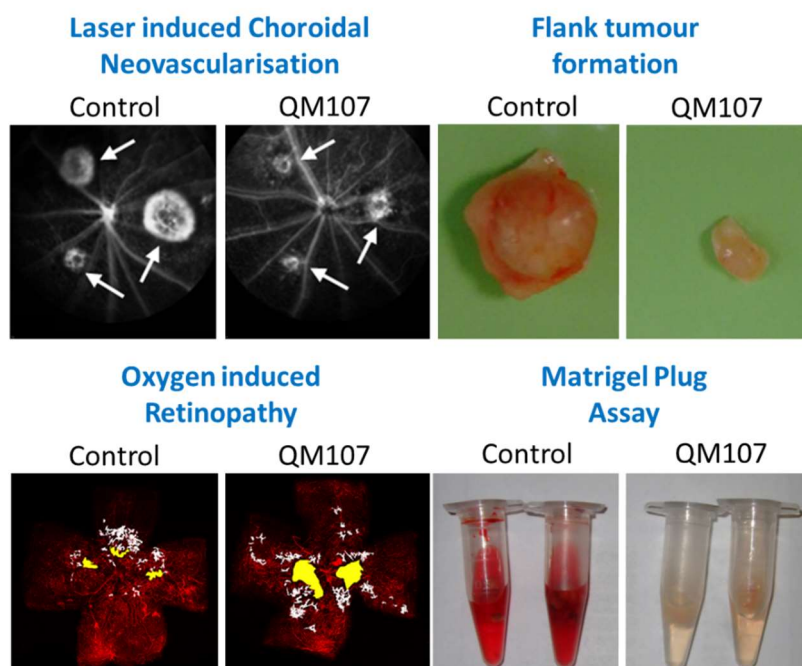 Laser induced Choroidal
Neovascularisation
Control
QM107
Flank tumour
formation
Control
QM107
Oxygen induced
Retinopathy
Control
QM107
Matrigel Plug
Assay
Control
QM107